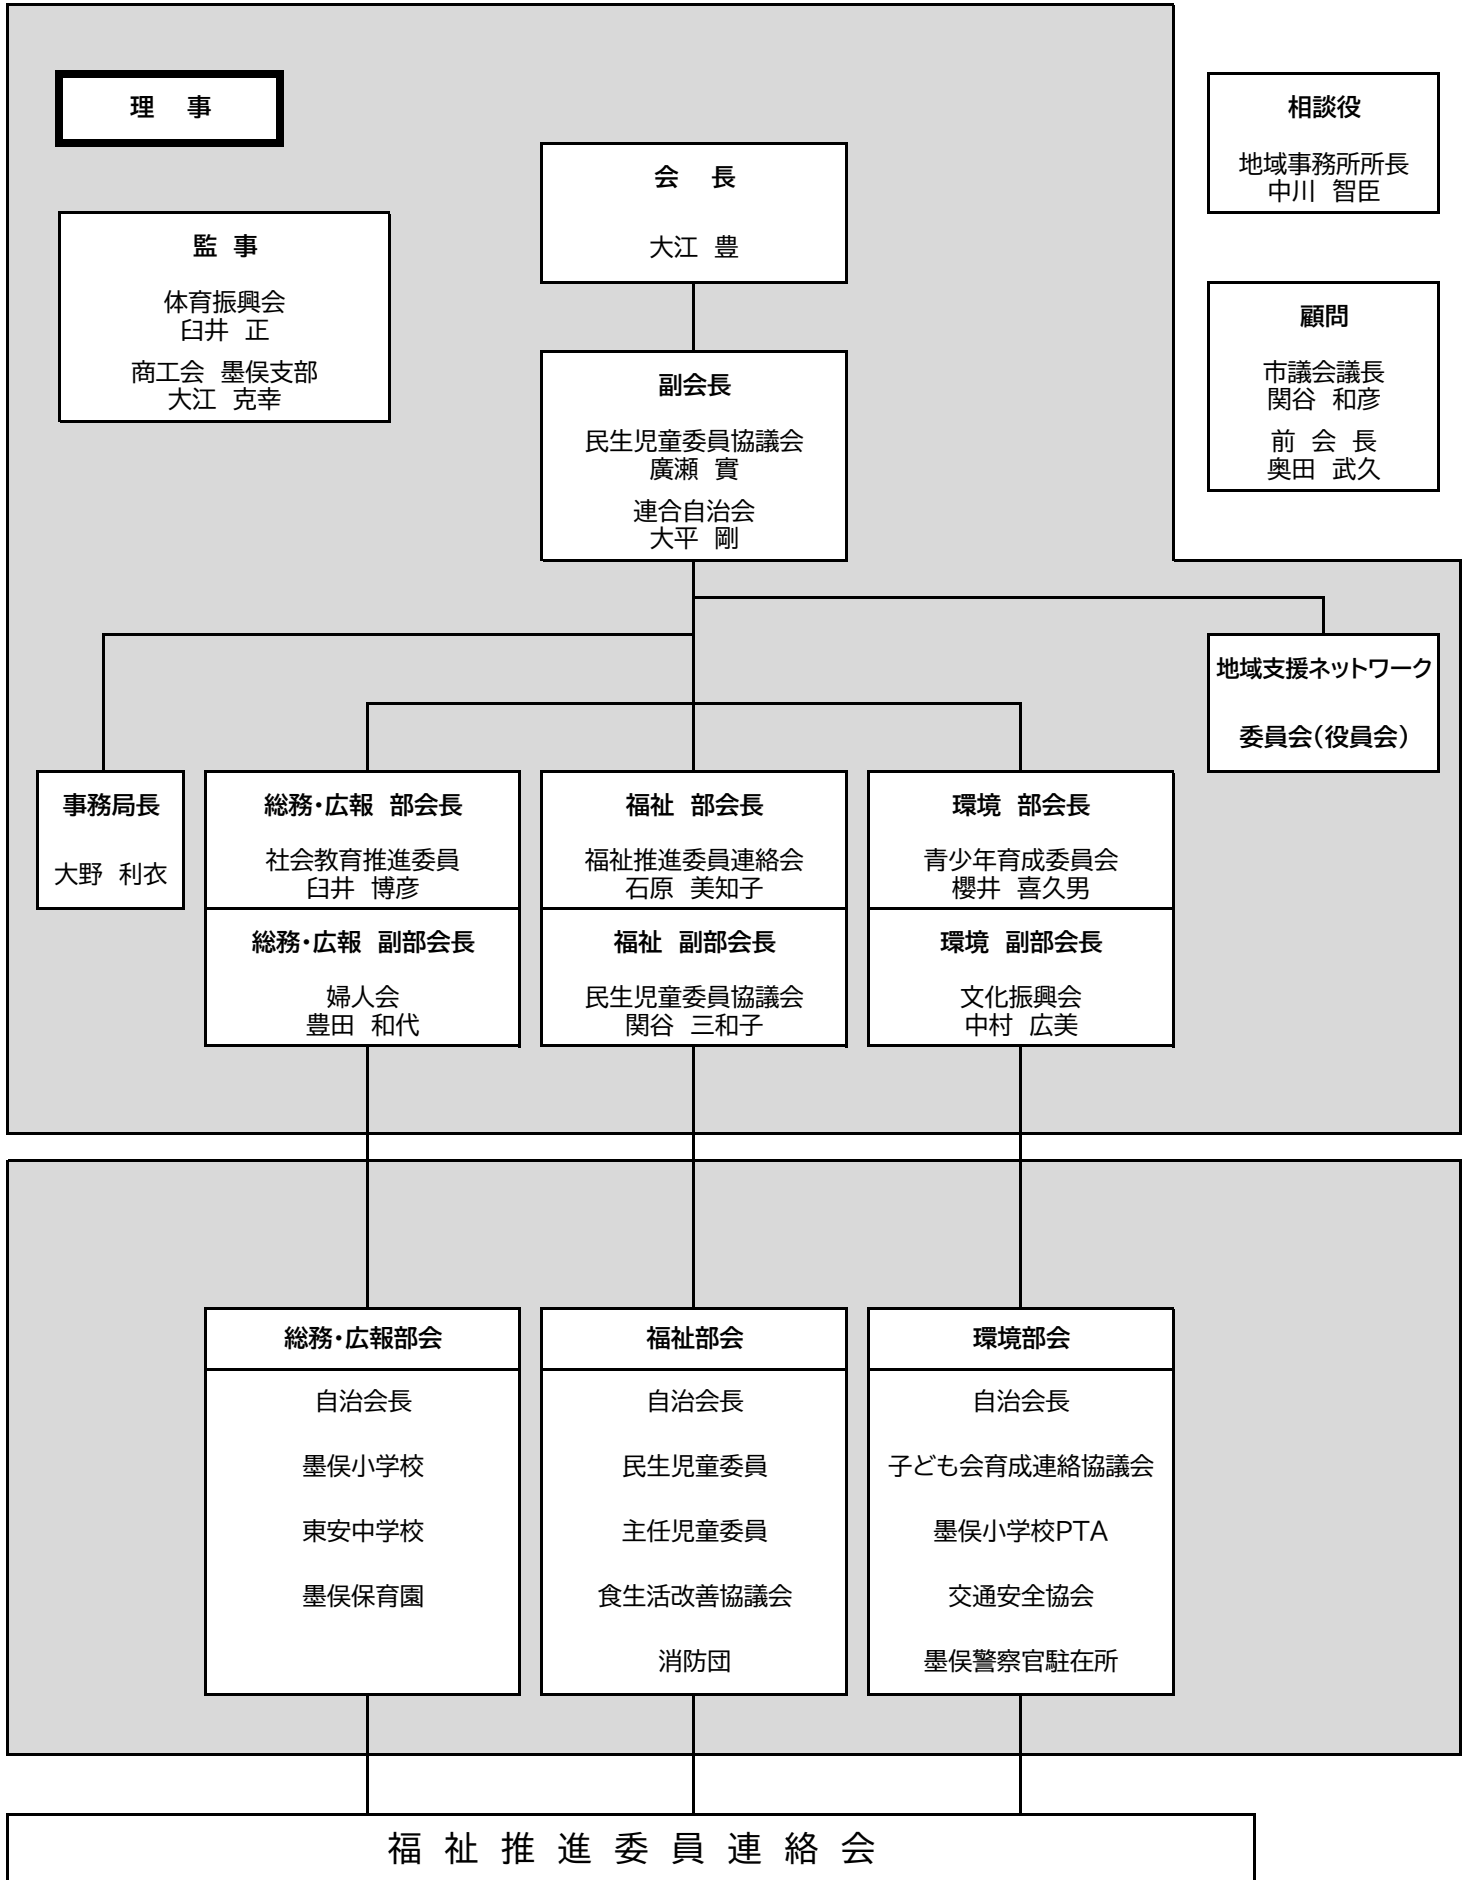 理 事
相談役
地域事務所所長
中川 智臣
会 長
大江 豊
監 事
体育振興会
臼井 正
商工会 墨俣支部
大江 克幸
顧問
市議会議長
関谷 和彦
前 会 長
奥田 武久
副会長
民生児童委員協議会
廣瀬 實
連合自治会
大平 剛
地域支援ネットワーク
委員会(役員会)
事務局長
大野 利衣
総務・広報 部会長
社会教育推進委員
臼井 博彦
総務・広報 副部会長
婦人会
豊田 和代
福祉 部会長
福祉推進委員連絡会
石原 美知子
福祉 副部会長
民生児童委員協議会
関谷 三和子
環境 部会長
青少年育成委員会
櫻井 喜久男
環境 副部会長
文化振興会
中村 広美
総務・広報部会
自治会長
墨俣小学校
東安中学校
墨俣保育園
福祉部会
自治会長
民生児童委員
主任児童委員
食生活改善協議会
消防団
環境部会
自治会長
子ども会育成連絡協議会
墨俣小学校PTA
交通安全協会
墨俣警察官駐在所
福 祉 推 進 委 員 連 絡 会